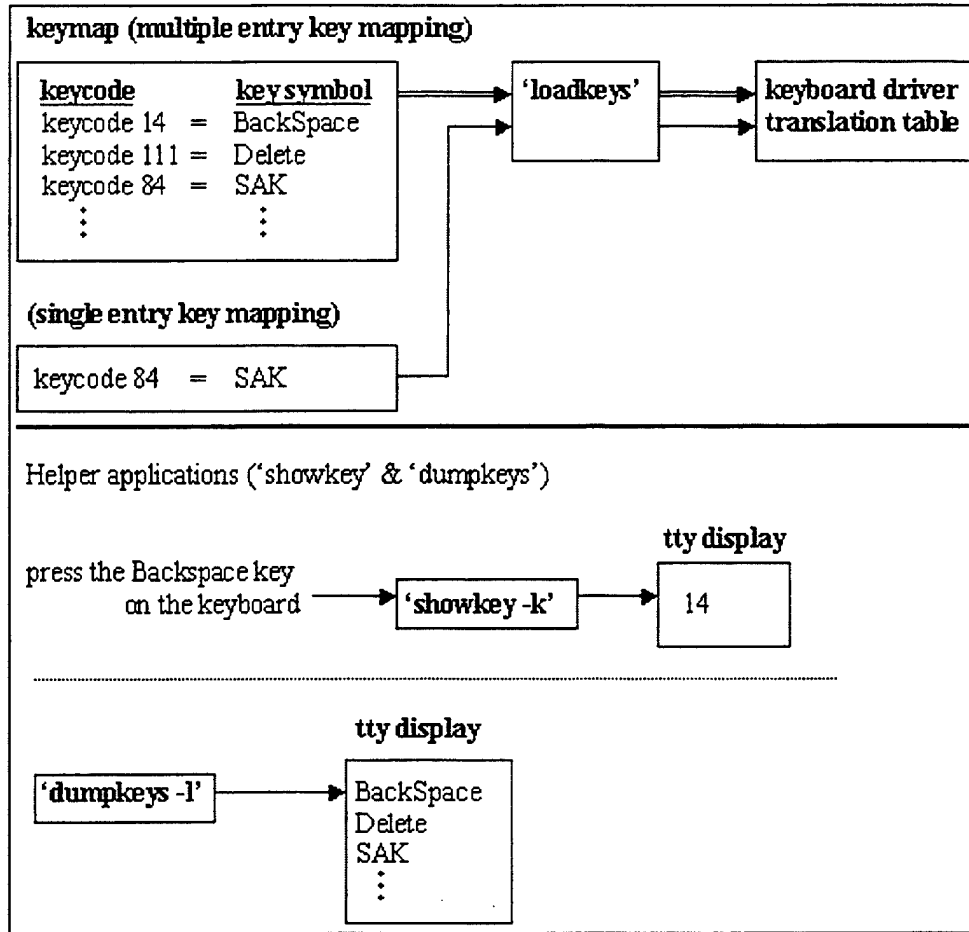 keymap (multiple entry key mapping)
keycode key symbol
keycode 14 = BackSpace
keycode 111 = Delete
keycode 84 = SAK
'loadkeys'
keyboard driver
translation table
(single entry key mapping)
keycode 84 = SAK
Helper applications ('showkey' & 'dumpkeys')
press the Backspace key
on the keyboard
'showkey -k'
tty display
14
tty display
'dumpkeys -l'
BackSpace
Delete
SAK